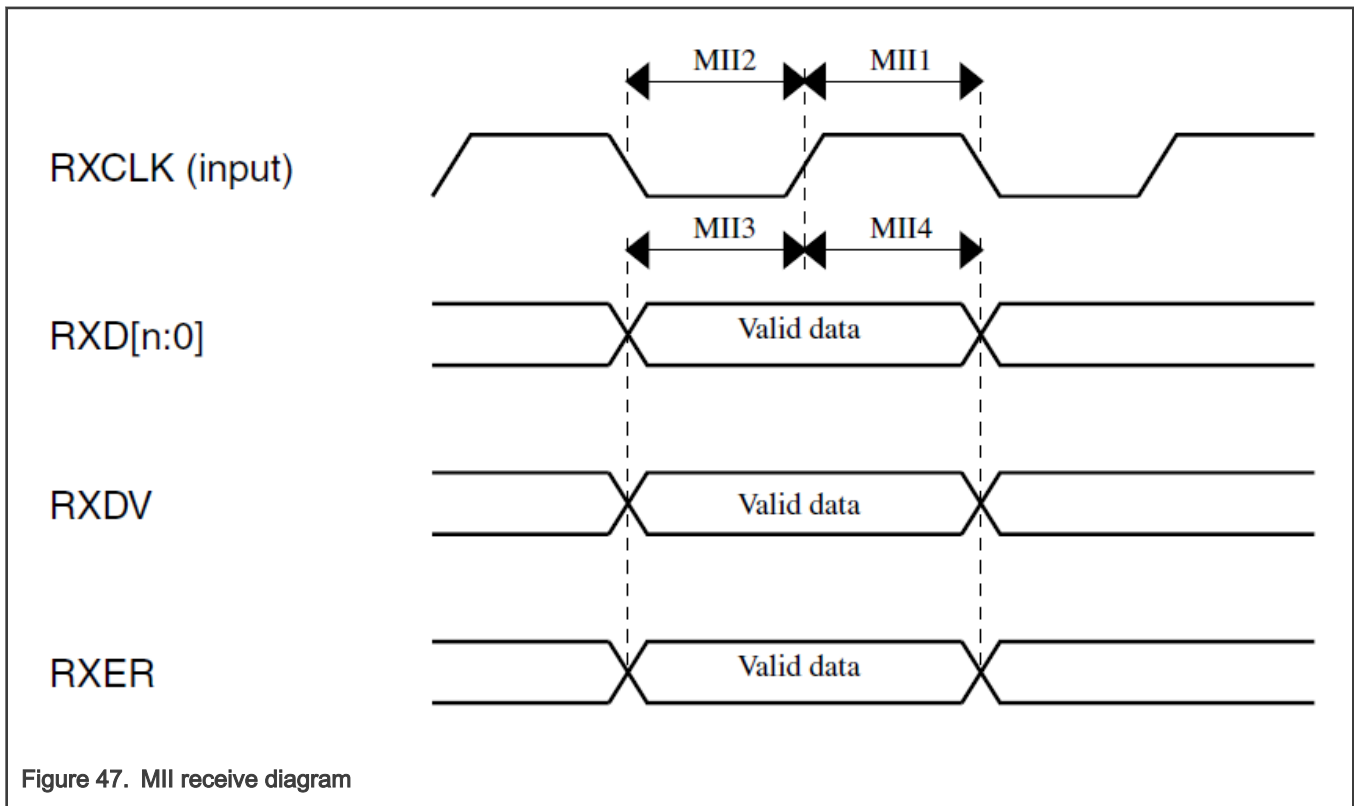 MII2 MII1
RXCLK (input)
MII3 MII4
RXD[n:0] Valid data
RXDV Valid data
RXER Valid data
Figure 47. MII receive diagram